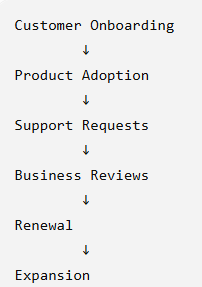 Customer Onboarding
↓
Product Adoption
↓
Support Requests
↓
Business Reviews
↓
Renewal
↓
Expansion